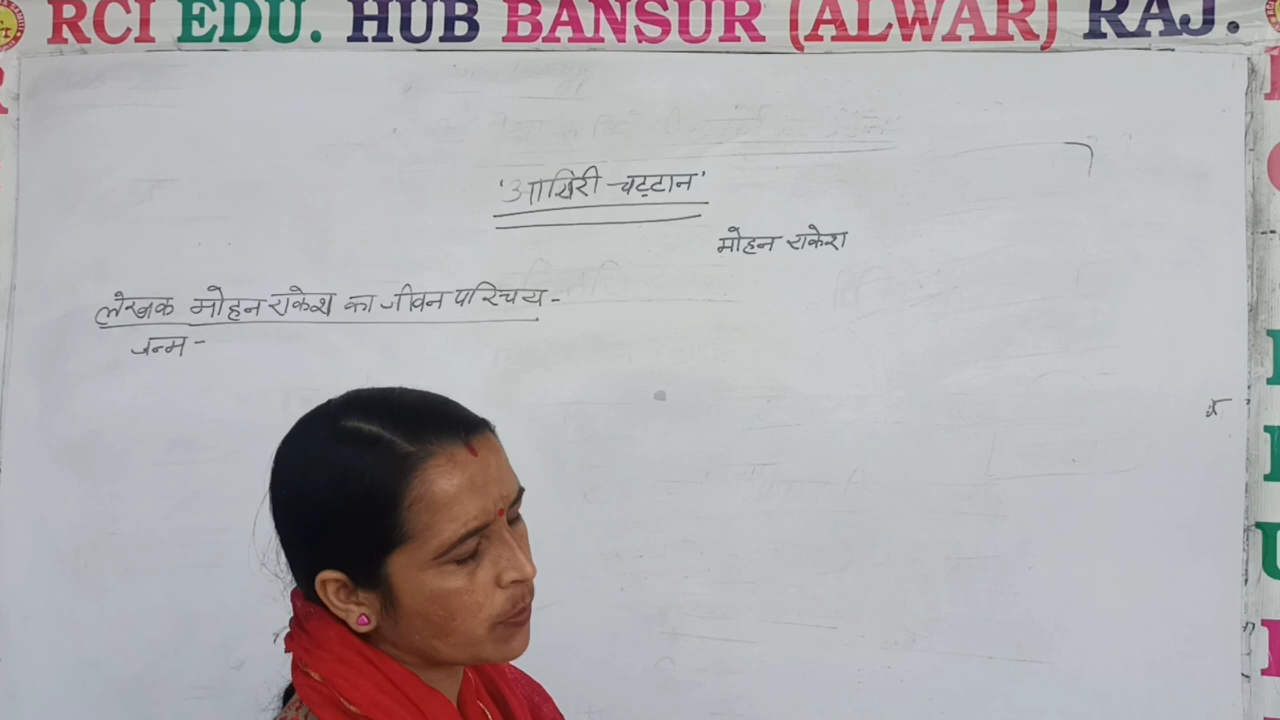 RCI EDU. HUB BANSUR (ALWAR) RAJ.
'आखिरी चट्टान'
मोहन राकेश
लेखक मोहन राकेश का जीवन परिचय -
जन्म -